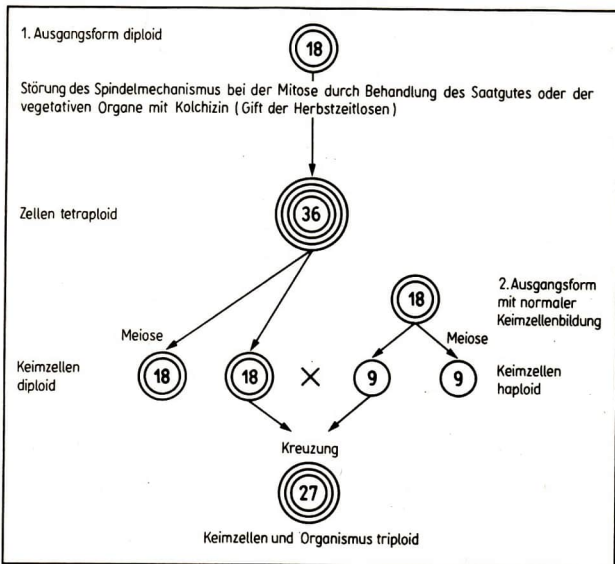 1. Ausgangsform diploid
18
Störung des Spindelmechanismus bei der Mitose durch Behandlung des Saatgutes oder der
vegetativen Organe mit Kolchizin (Gift der Herbstzeitlosen)
Zellen tetraploid
36
2. Ausgangsform
mit normaler
Keimzellenbildung
18
Meiose
Meiose
Keimzellen
diploid
18
18
×
9
9
Keimzellen
haploid
Kreuzung
27
Keimzellen und Organismus triploid